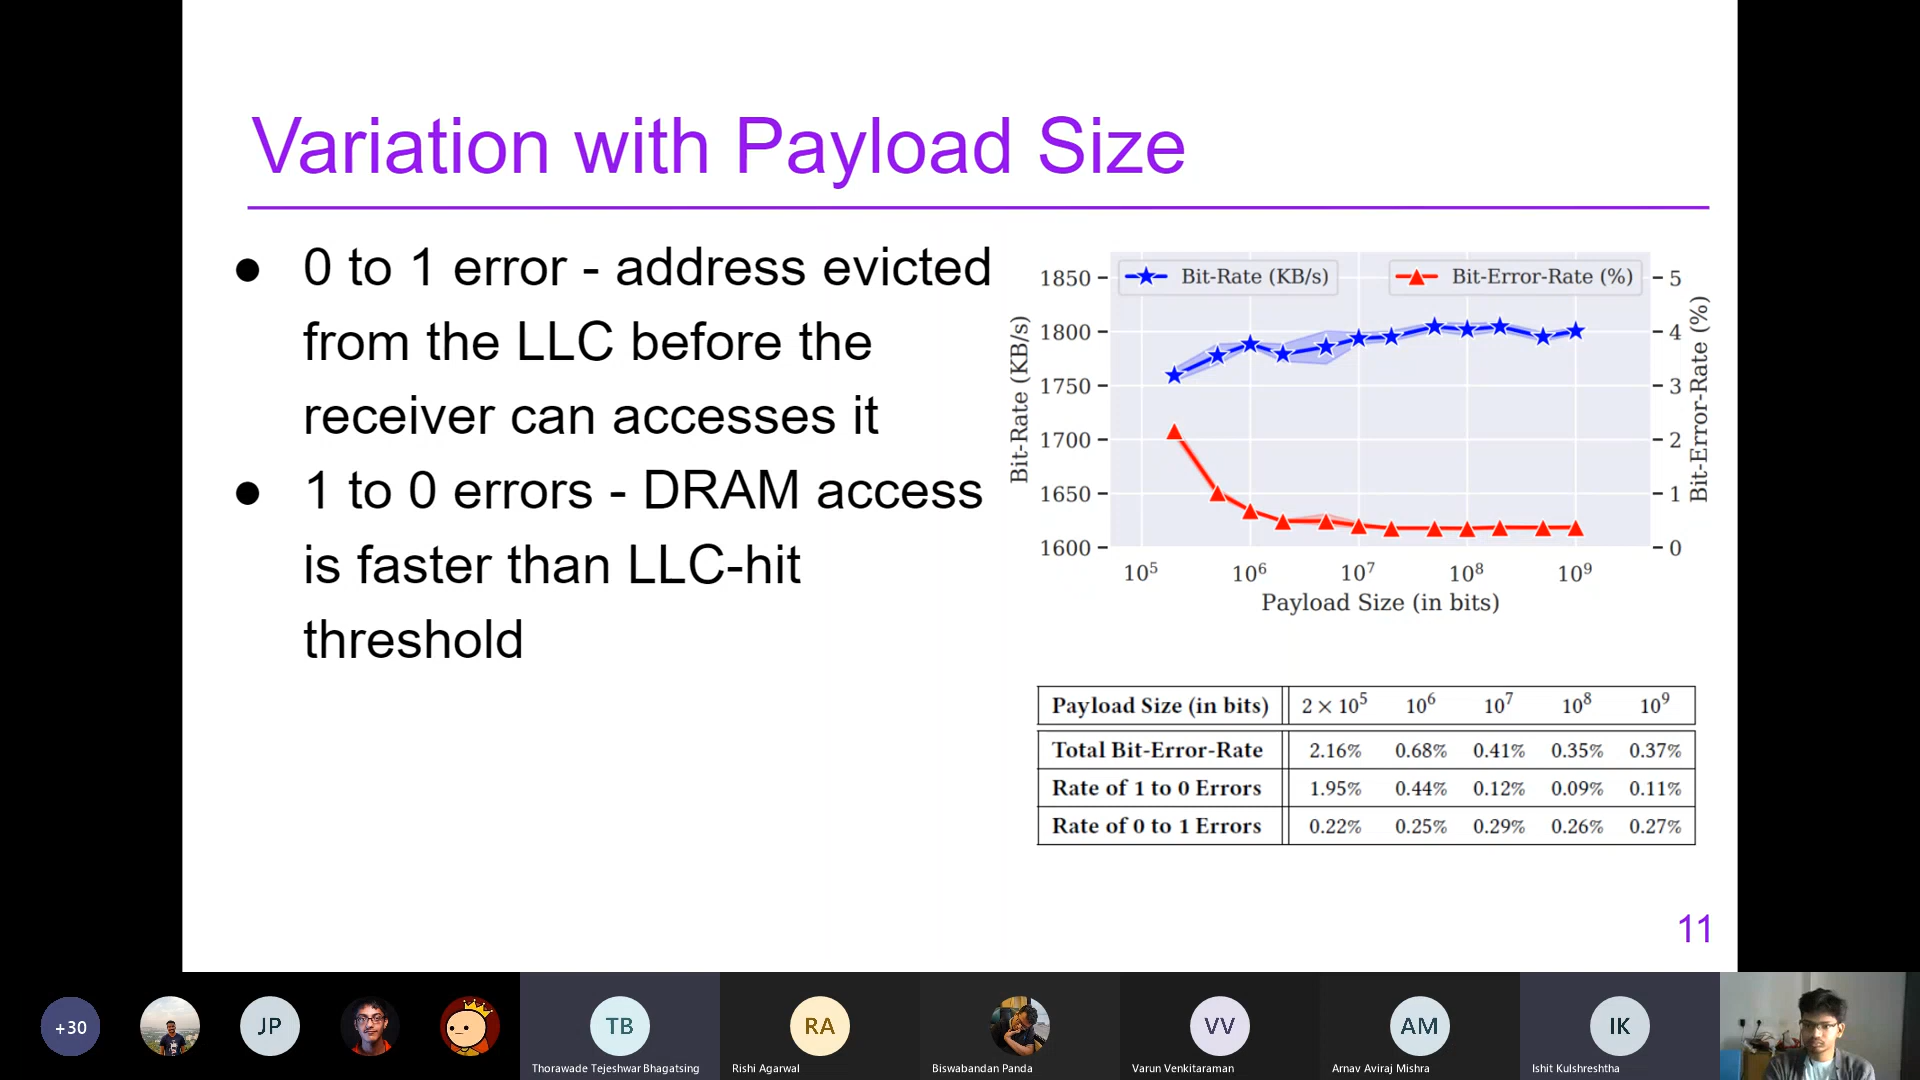 Variation with Payload Size
● 0 to 1 error - address evicted
from the LLC before the
receiver can accesses it
● 1 to 0 errors - DRAM access
is faster than LLC-hit
threshold
Bit-Rate (KB/s)
Bit-Error-Rate (%)
1850
1800
1750
1700
1650
1600
Bit-Rate (KB/s)
5
4
3
2
1
0
Bit-Error-Rate (%)
10⁵ 10⁶ 10⁷ 10⁸ 10⁹
Payload Size (in bits)
Payload Size (in bits) 2 × 10⁵ 10⁶ 10⁷ 10⁸ 10⁹
Total Bit-Error-Rate 2.16% 0.68% 0.41% 0.35% 0.37%
Rate of 1 to 0 Errors 1.95% 0.44% 0.12% 0.09% 0.11%
Rate of 0 to 1 Errors 0.22% 0.25% 0.29% 0.26% 0.27%
11
+30
JP
TB
RA
VV
AM
IK
Thorawade Tejeshwar Bhagatsing
Rishi Agarwal
Biswabandan Panda
Varun Venkitaraman
Arnav Aviraj Mishra
Ishit Kulshreshtha